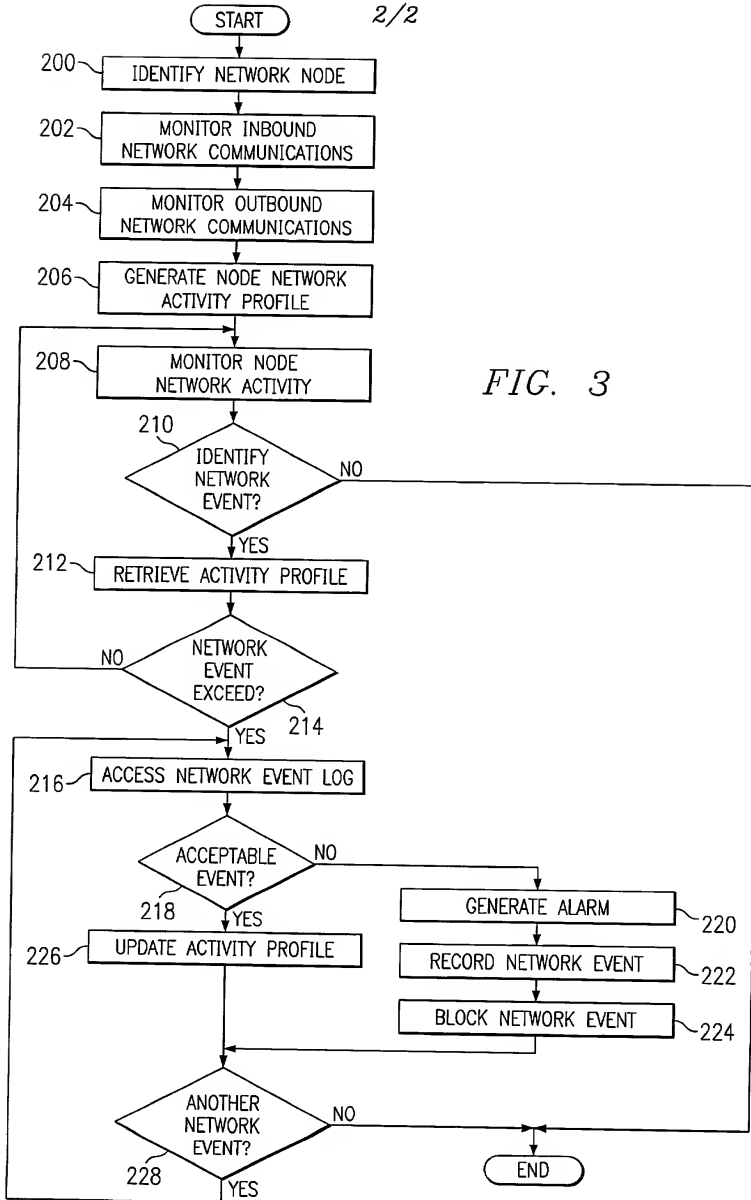 START
2/2
200
IDENTIFY NETWORK NODE
202
MONITOR INBOUND
NETWORK COMMUNICATIONS
204
MONITOR OUTBOUND
NETWORK COMMUNICATIONS
206
GENERATE NODE NETWORK
ACTIVITY PROFILE
208
MONITOR NODE
NETWORK ACTIVITY
FIG. 3
210
IDENTIFY
NETWORK
EVENT?
NO
YES
212
RETRIEVE ACTIVITY PROFILE
NO
NETWORK
EVENT
EXCEED?
214
YES
216
ACCESS NETWORK EVENT LOG
ACCEPTABLE
EVENT?
NO
218
YES
GENERATE ALARM
220
226
UPDATE ACTIVITY PROFILE
RECORD NETWORK EVENT
222
BLOCK NETWORK EVENT
224
ANOTHER
NETWORK
EVENT?
NO
228
YES
END